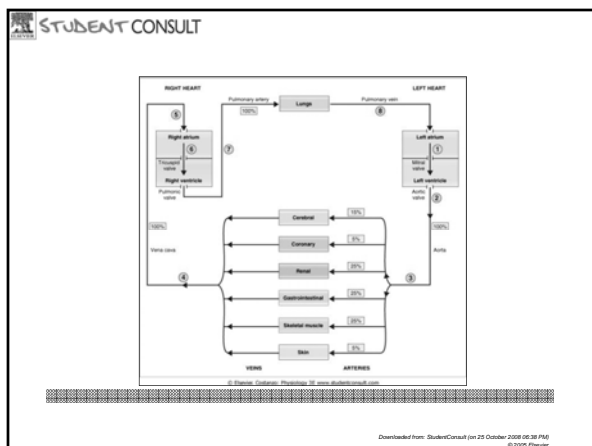 ELSEVIER
STUDENT CONSULT
RIGHT HEART
LEFT HEART
Pulmonary artery
Lungs
Pulmonary vein
100%
5
8
Right atrium
Left atrium
6
7
1
Tricuspid
valve
Mitral
valve
Right ventricle
Left ventricle
Pulmonic
valve
Aortic
valve
2
Cerebral
15%
100%
100%
Vena cava
Coronary
5%
Aorta
Renal
25%
4
3
Gastrointestinal
25%
Skeletal muscle
25%
Skin
5%
VEINS
ARTERIES
© Elsevier. Costanzo: Physiology 3E www.studentconsult.com
Downloaded from: StudentConsult (on 25 October 2008 06:38 PM)
© 2005 Elsevier